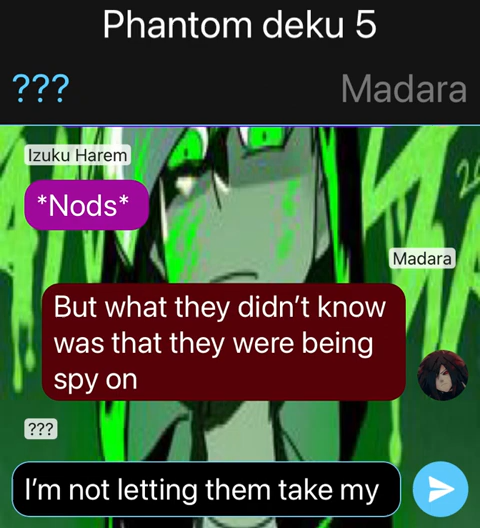 Phantom deku 5
???
Madara
Izuku Harem
*Nods*
Madara
But what they didn’t know
was that they were being
spy on
???
I’m not letting them take my